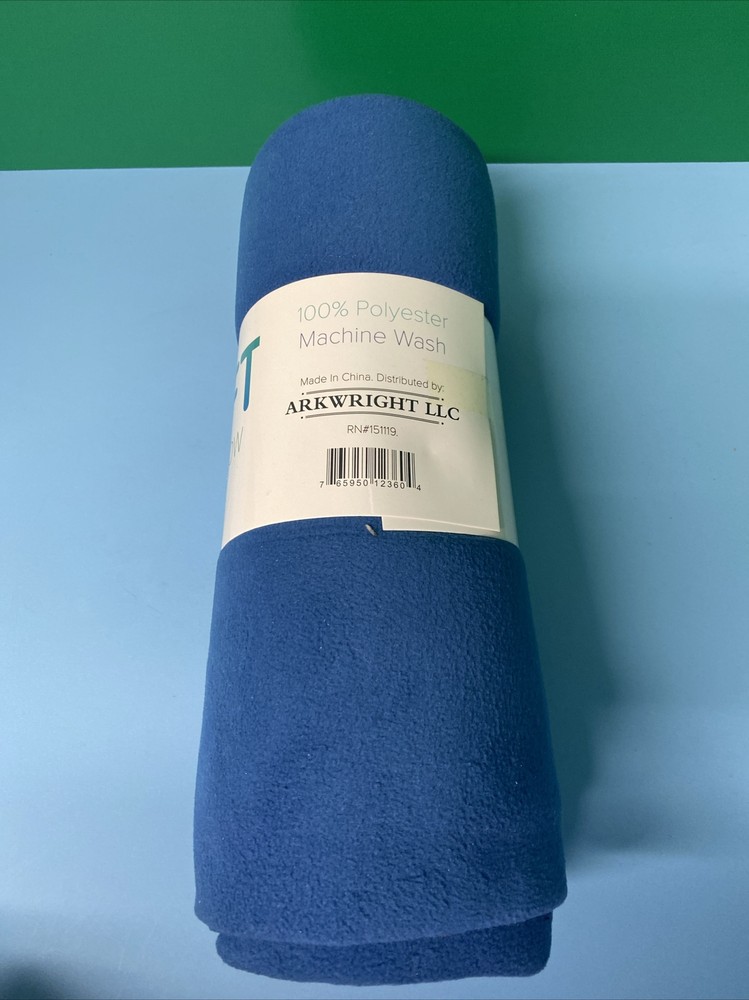 100% Polyester
Machine Wash
Made In China. Distributed by:
ARKWRIGHT LLC
RN#151119.
7 65950 12360 4